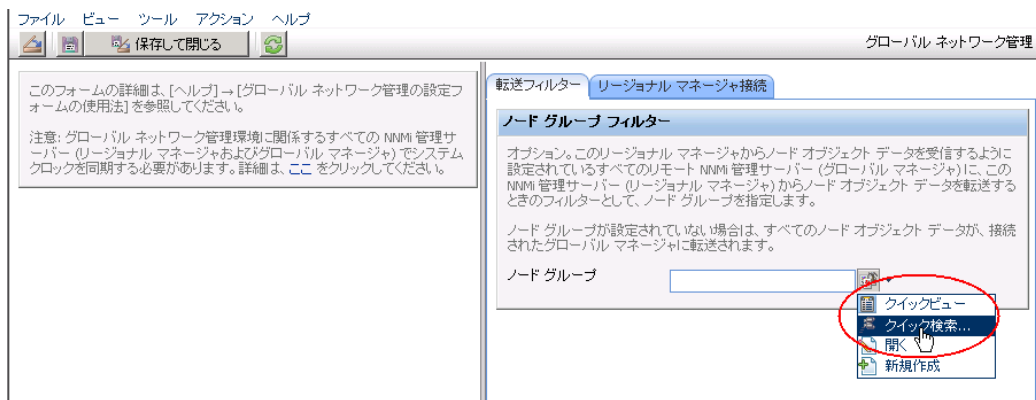 ファイル ビュー ツール アクション ヘルプ
保存して閉じる
グローバル ネットワーク管理
このフォームの詳細は、[ヘルプ]→[グローバル ネットワーク管理の設定フ
ォームの使用法] を参照してください。
注意: グローバル ネットワーク管理環境に関係するすべての NNMi 管理サ
ーバー (リージョナル マネージャおよびグローバル マネージャ) でシステム
クロックを同期する必要があります。詳細は、ここ をクリックしてください。
転送フィルター リージョナル マネージャ接続
ノード グループ フィルター
オプション。このリージョナル マネージャからノード オブジェクト データを受信するように
設定されているすべてのリモート NNMi 管理サーバー (グローバル マネージャ)に、この
NNMi 管理サーバー (リージョナル マネージャ) からノード オブジェクト データを転送する
ときのフィルターとして、ノード グループを指定します。
ノード グループが設定されていない場合は、すべてのノード オブジェクト データが、接続
されたグローバル マネージャに転送されます。
ノード グループ
クイックビュー
クイック検索...
開く
新規作成